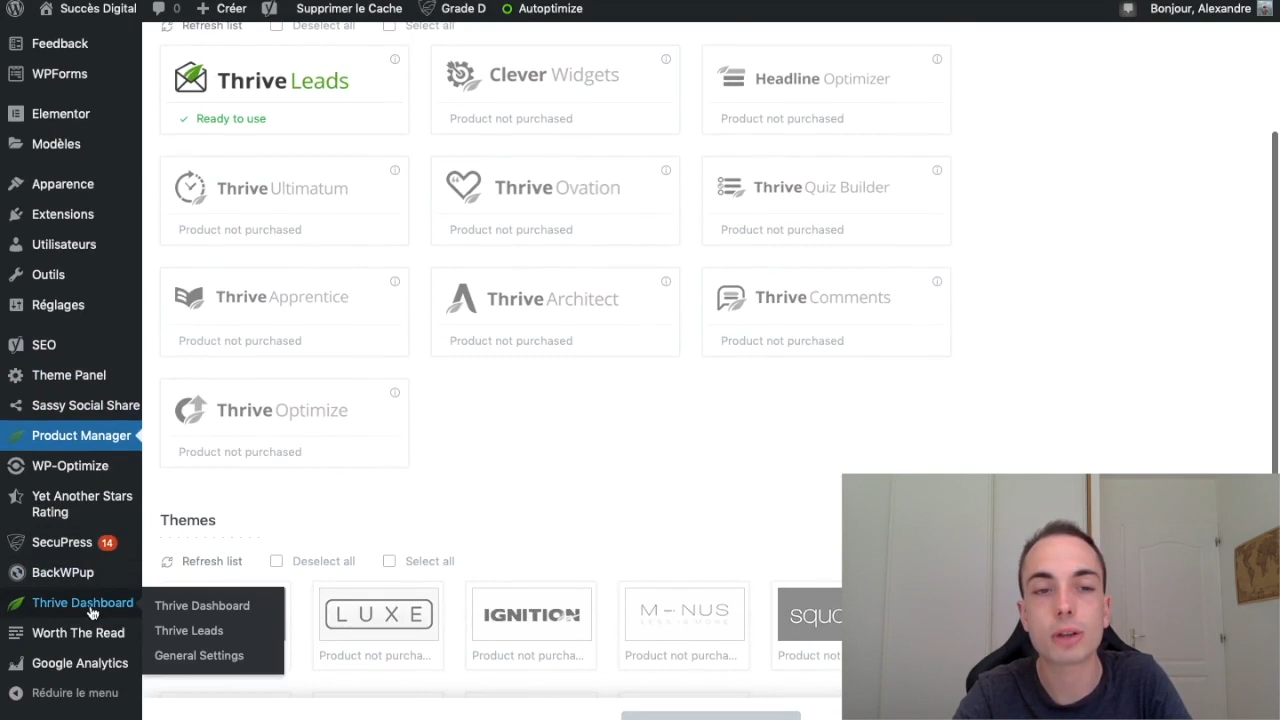 Succès Digital
0
Créer
Supprimer le Cache
Grade D
Autoptimize
Bonjour, Alexandre
Feedback
WPForms
Elementor
Modèles
Apparence
Extensions
Utilisateurs
Outils
Réglages
SEO
Theme Panel
Sassy Social Share
Product Manager
WP-Optimize
Yet Another Stars
Rating
SecuPress 14
BackWPup
Thrive Dashboard
Worth The Read
Google Analytics
Réduire le menu
Thrive Dashboard
Thrive Leads
General Settings
Refresh list
Deselect all
Select all
Thrive Leads
Ready to use
Clever Widgets
Product not purchased
Headline Optimizer
Product not purchased
Thrive Ultimatum
Product not purchased
Thrive Ovation
Product not purchased
Thrive Quiz Builder
Product not purchased
Thrive Apprentice
Product not purchased
Thrive Architect
Product not purchased
Thrive Comments
Product not purchased
Thrive Optimize
Product not purchased
Themes
Refresh list
Deselect all
Select all
LUXE
Product not purcha...
IGNITION
Product not purcha...
M-NUS
Product not purcha...
squa
Product not